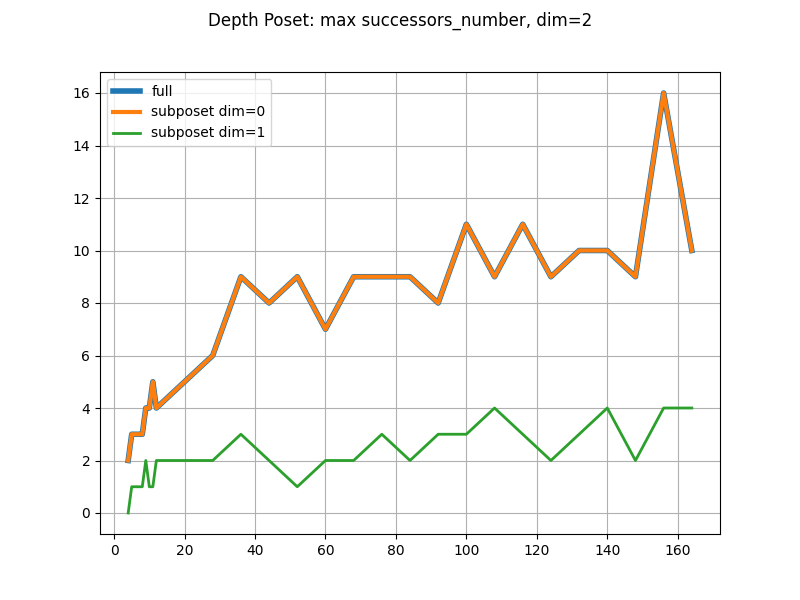 Depth Poset: max successors_number, dim=2
full
subposet dim=0
subposet dim=1
16
14
12
10
8
6
4
2
0
0 20 40 60 80 100 120 140 160